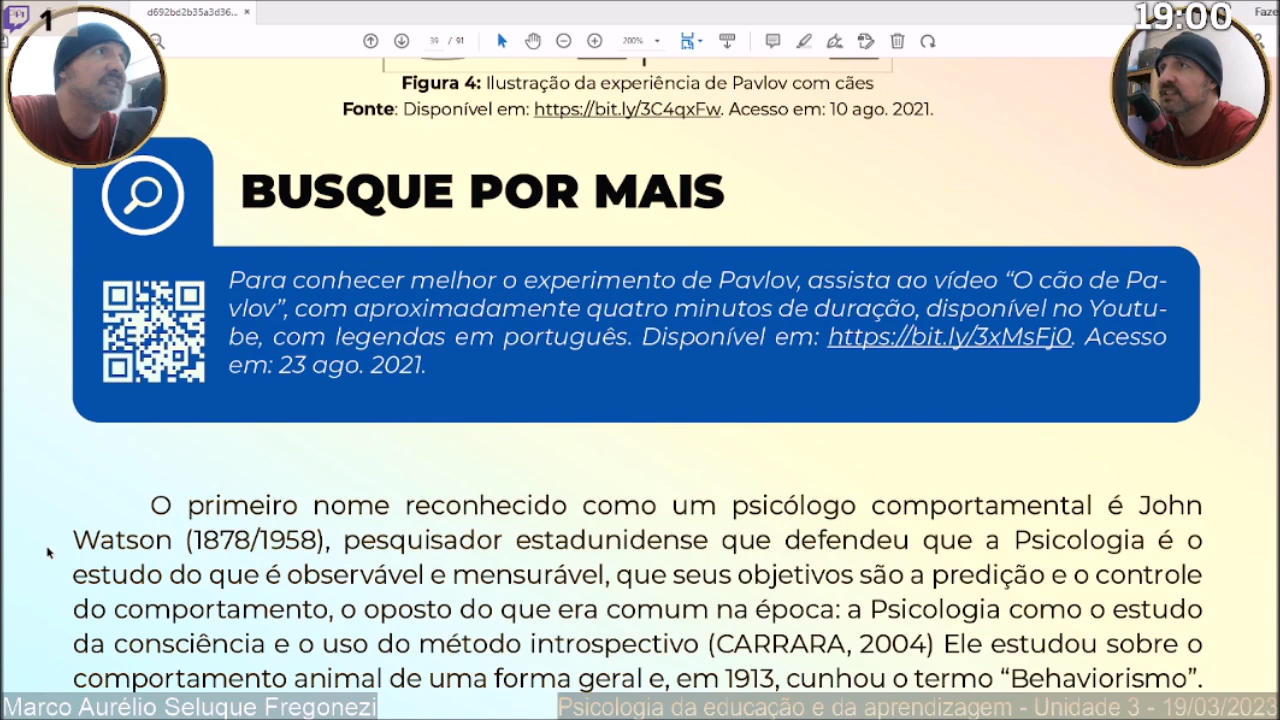 1
d692bd2b35a3d36...
×
19:00
Faze
39 / 91
200%
Figura 4: Ilustração da experiência de Pavlov com cães
Fonte: Disponível em: https://bit.ly/3C4qxFw. Acesso em: 10 ago. 2021.
BUSQUE POR MAIS
Para conhecer melhor o experimento de Pavlov, assista ao vídeo “O cão de Pa-
vlov”, com aproximadamente quatro minutos de duração, disponível no Youtu-
be, com legendas em português. Disponível em: https://bit.ly/3xMsFj0. Acesso
em: 23 ago. 2021.
O primeiro nome reconhecido como um psicólogo comportamental é John
Watson (1878/1958), pesquisador estadunidense que defendeu que a Psicologia é o
estudo do que é observável e mensurável, que seus objetivos são a predição e o controle
do comportamento, o oposto do que era comum na época: a Psicologia como o estudo
da consciência e o uso do método introspectivo (CARRARA, 2004) Ele estudou sobre o
comportamento animal de uma forma geral e, em 1913, cunhou o termo “Behaviorismo”.
Marco Aurélio Seluque Fregonezi
Psicologia da educação e da aprendizagem - Unidade 3 - 19/03/2023